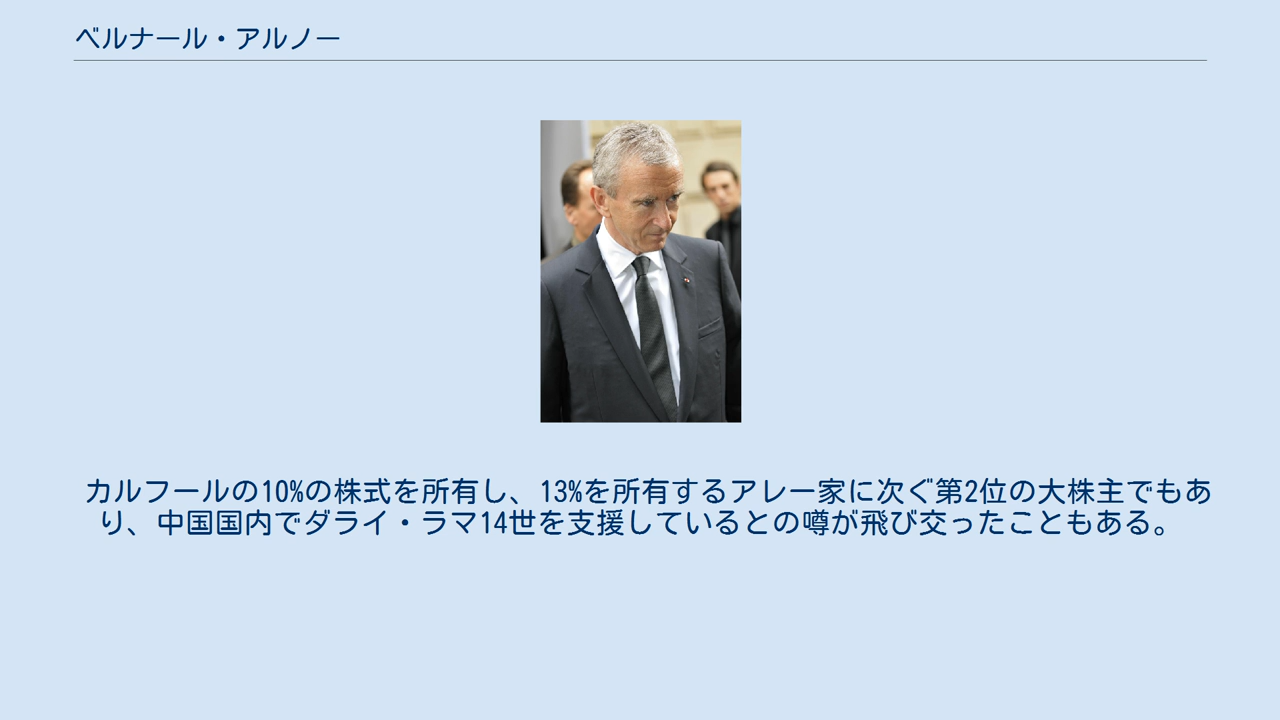 ベルナール・アルノー
カルフールの10%の株式を所有し、13%を所有するアレー家に次ぐ第2位の大株主でもあ
り、中国国内でダライ・ラマ14世を支援しているとの噂が飛び交ったこともある。